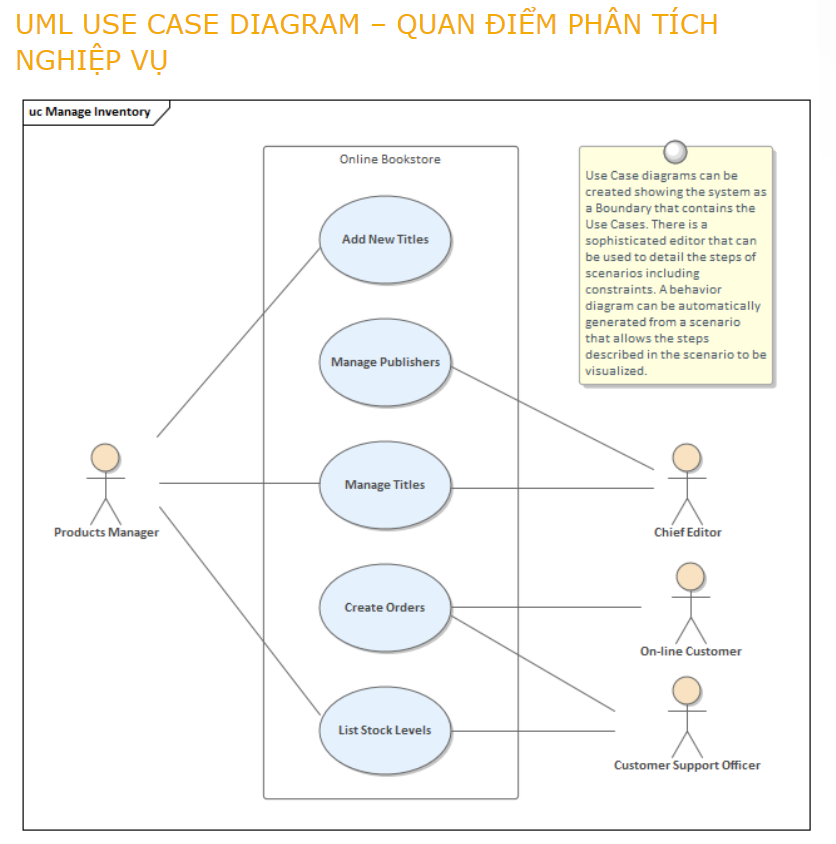 UML USE CASE DIAGRAM – QUAN ĐIỂM PHÂN TÍCH
NGHIỆP VỤ
uc Manage Inventory
Online Bookstore
Use Case diagrams can be
created showing the system as
a Boundary that contains the
Use Cases. There is a
sophisticated editor that can
be used to detail the steps of
scenarios including
constraints. A behavior
diagram can be automatically
generated from a scenario
that allows the steps
described in the scenario to be
visualized.
Add New Titles
Manage Publishers
Manage Titles
Products Manager
Chief Editor
Create Orders
On-line Customer
List Stock Levels
Customer Support Officer